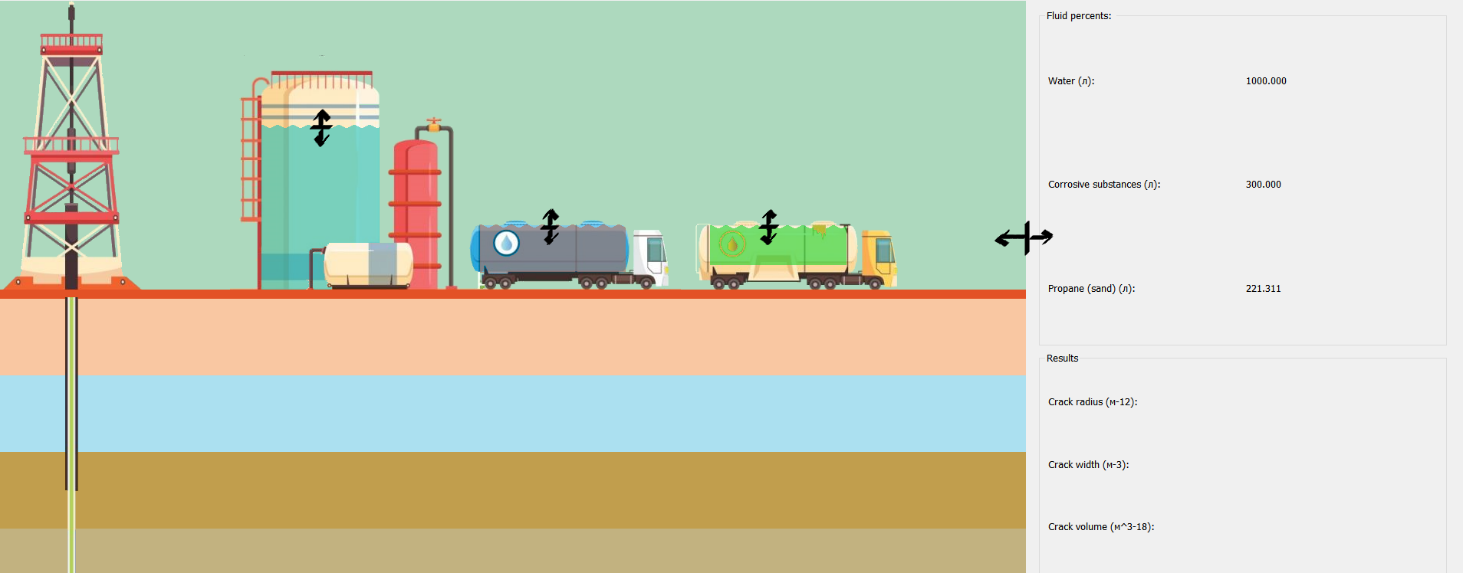 Fluid percents:
Water (л): 1000.000
Corrosive substances (л): 300.000
Propane (sand) (л): 221.311
Results
Crack radius (м-12):
Crack width (м-3):
Crack volume (м^3-18):